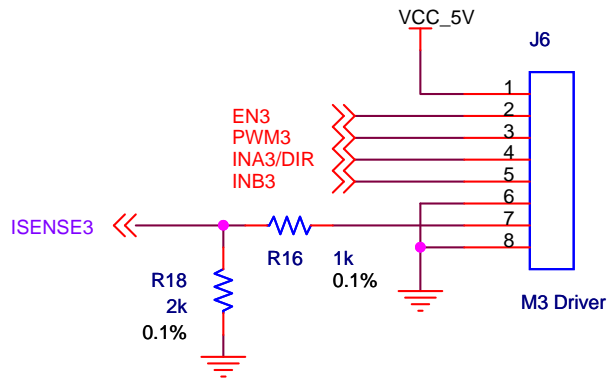 VCC_5V
J6
1
EN3
2
PWM3
3
INA3/DIR
4
INB3
5
6
ISENSE3
7
R16
1k
8
0.1%
R18
2k
0.1%
M3 Driver